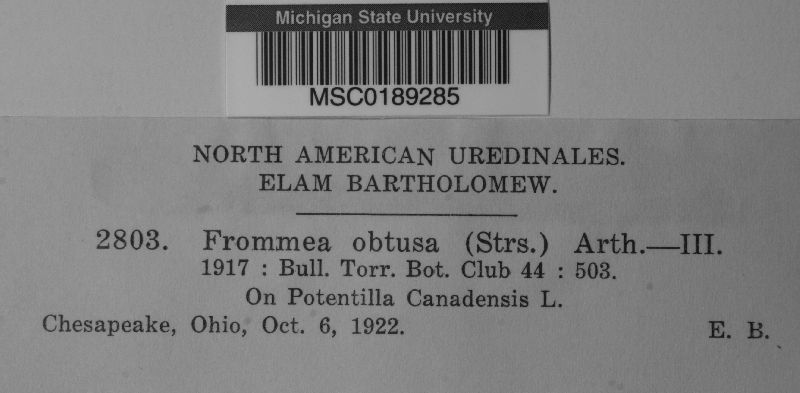 Michigan State University
MSC0189285
NORTH AMERICAN UREDINALES.
ELAM BARTHOLOMEW.
2803. Frommea obtusa (Strs.) Arth.—III.
1917 : Bull. Torr. Bot. Club 44 : 503.
On Potentilla Canadensis L.
Chesapeake, Ohio, Oct. 6, 1922. E. B.